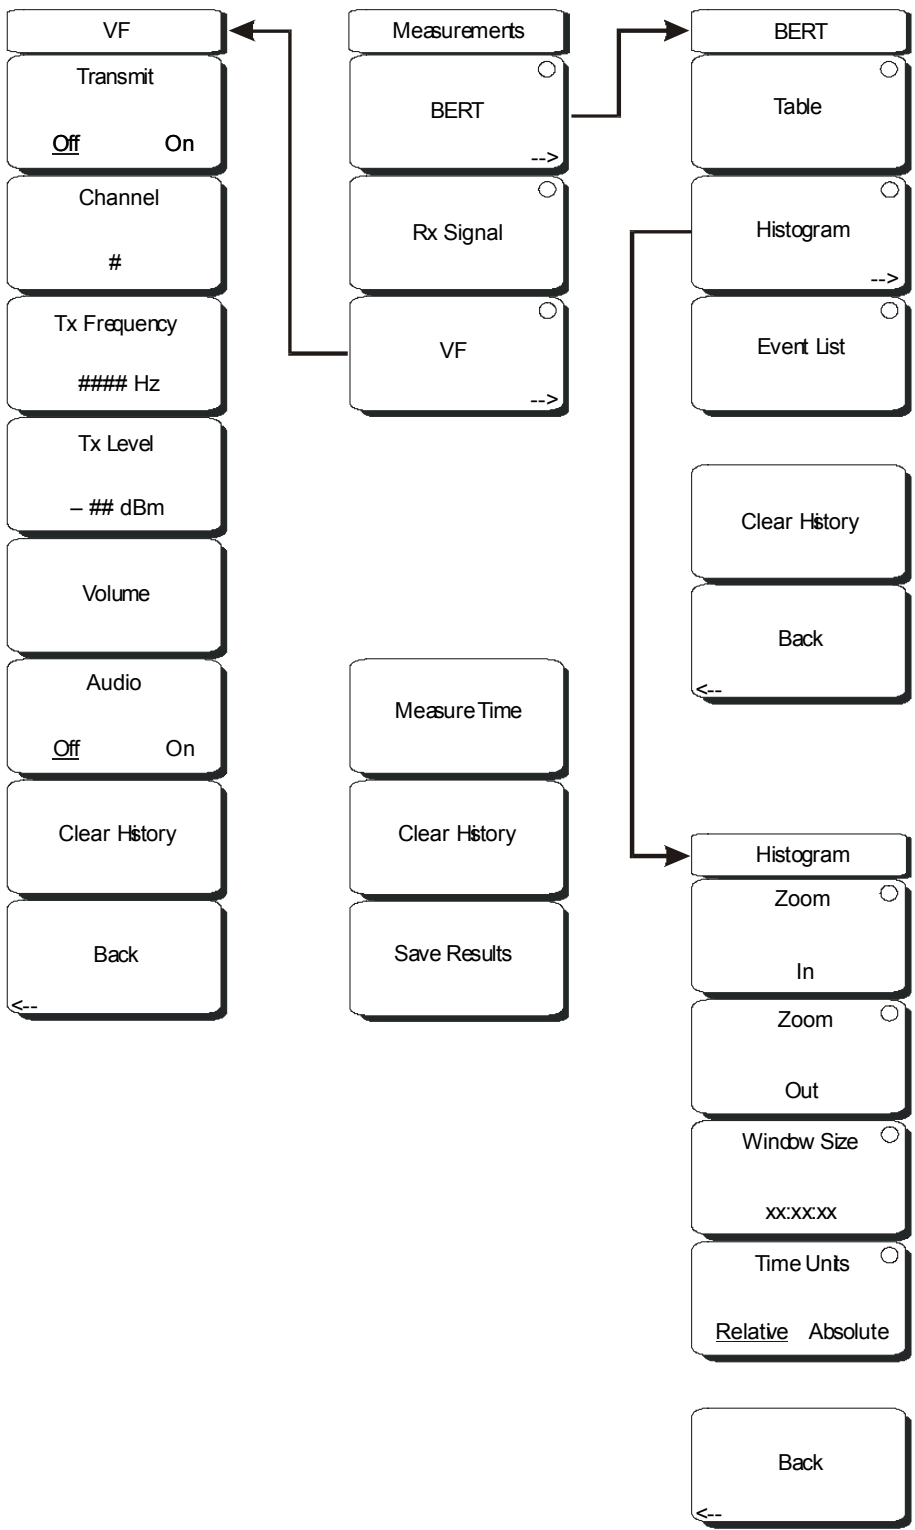 VF
Transmit
Off On
Channel
#
Tx Frequency
#### Hz
Tx Level
– ## dBm
Volume
Audio
Off On
Clear History
Back
<--
Measurements
BERT
-->
Rx Signal
VF
-->
Measure Time
Clear History
Save Results
BERT
Table
Histogram
-->
Event List
Clear History
Back
<--
Histogram
Zoom
In
Zoom
Out
Window Size
xx:xx:xx
Time Units
Relative Absolute
Back
<--